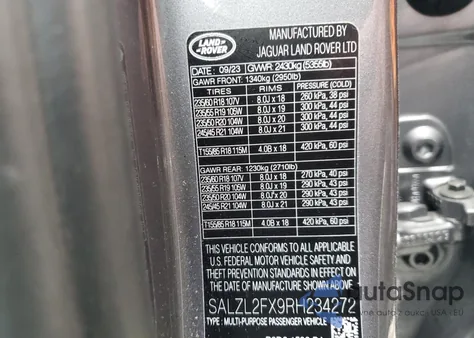 LAND
ROVER
MANUFACTURED BY
JAGUAR LAND ROVER LTD
DATE: 09/23 GVWR: 2430kg (5355lb)
GAWR FRONT: 1340kg (2950lb)
TIRES RIMS PRESSURE (COLD)
235/60 R18 107V 8.0J x 18 260 kPa, 38 psi
235/55 R19 105W 8.0J x 19 300 kPa, 44 psi
235/50 R20 104W 8.0J x 20 300 kPa, 44 psi
245/45 R21 104W 8.0J x 21 300 kPa, 44 psi
T155/85 R18 115M 4.0B x 18 420 kPa, 60 psi
GAWR REAR: 1230kg (2710lb)
235/60 R18 107V 8.0J x 18 270 kPa, 40 psi
235/55 R19 105W 8.0J x 19 290 kPa, 43 psi
235/50 R20 104W 8.0J x 20 290 kPa, 43 psi
245/45 R21 104W 8.0J x 21 290 kPa, 43 psi
T155/85 R18 115M 4.0B x 18 420 kPa, 60 psi
THIS VEHICLE CONFORMS TO ALL APPLICABLE
U.S. FEDERAL MOTOR VEHICLE SAFETY AND
THEFT PREVENTION STANDARDS IN EFFECT ON
THE DATE OF MANUFACTURE SHOWN ABOVE.
SALZL2FX9RH234272
TYPE: MULTI-PURPOSE PASSENGER VEHICLE
AutoSnap